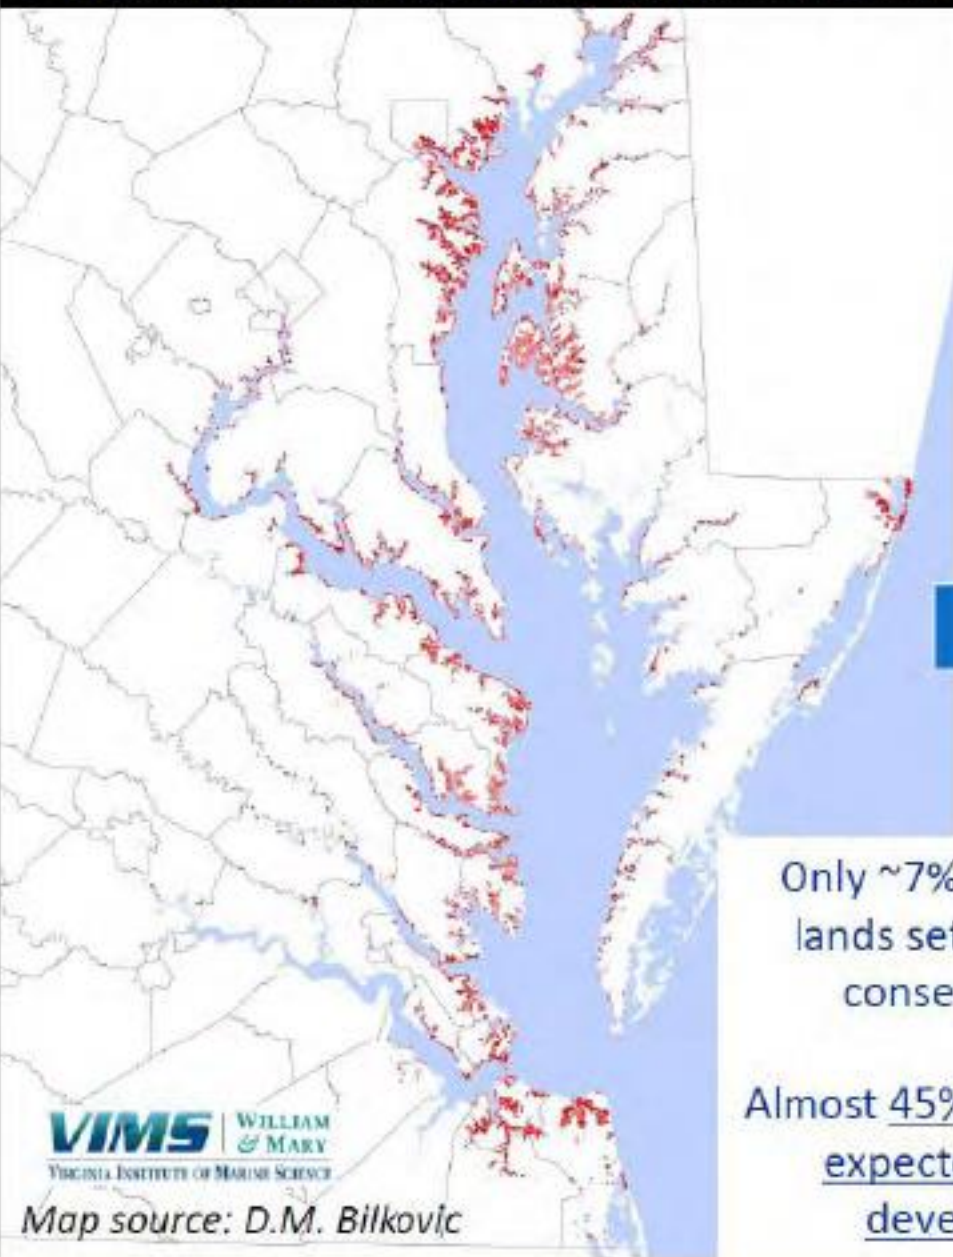 VIMS
WILLIAM
& MARY
VIRGINIA INSTITUTE OF MARINE SCIENCE
Map source: D.M. Bilkovic
Only ~7%
lands set
conse
Almost 45%
expect
deve